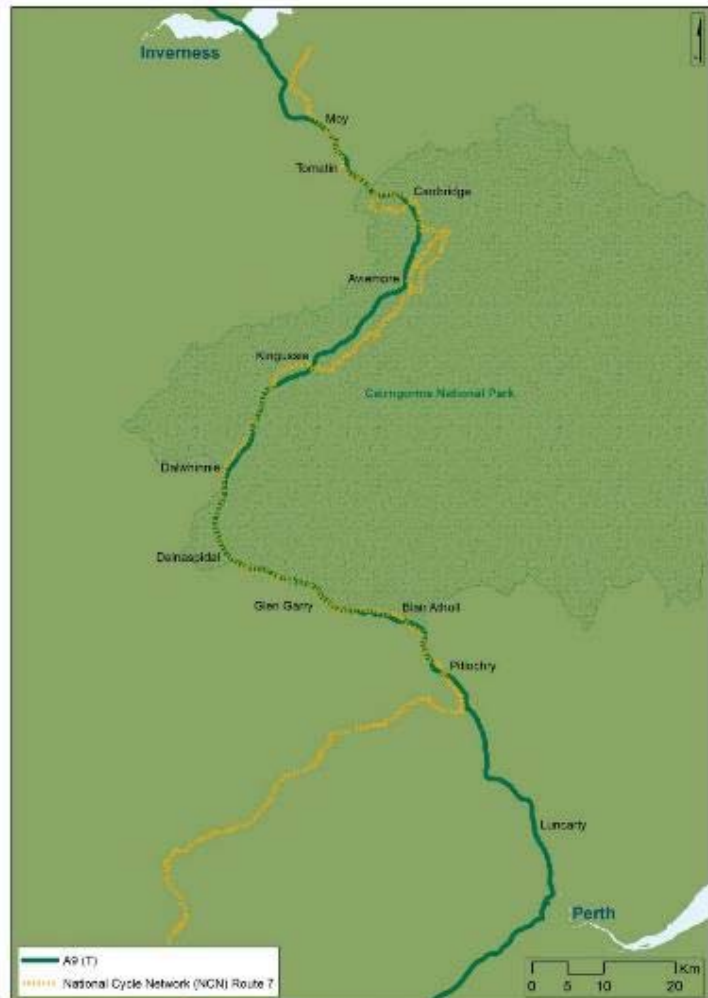 Inverness
Moy
Tomatin
Carrbridge
Aviemore
Kingussie
Cairngorms National Park
Dalwhinnie
Dalnaspidal
Glen Garry
Blair Atholl
Pitlochry
Luncarty
Perth
A9 (T)
National Cycle Network (NCN) Route 7
Km
0 5 10 20